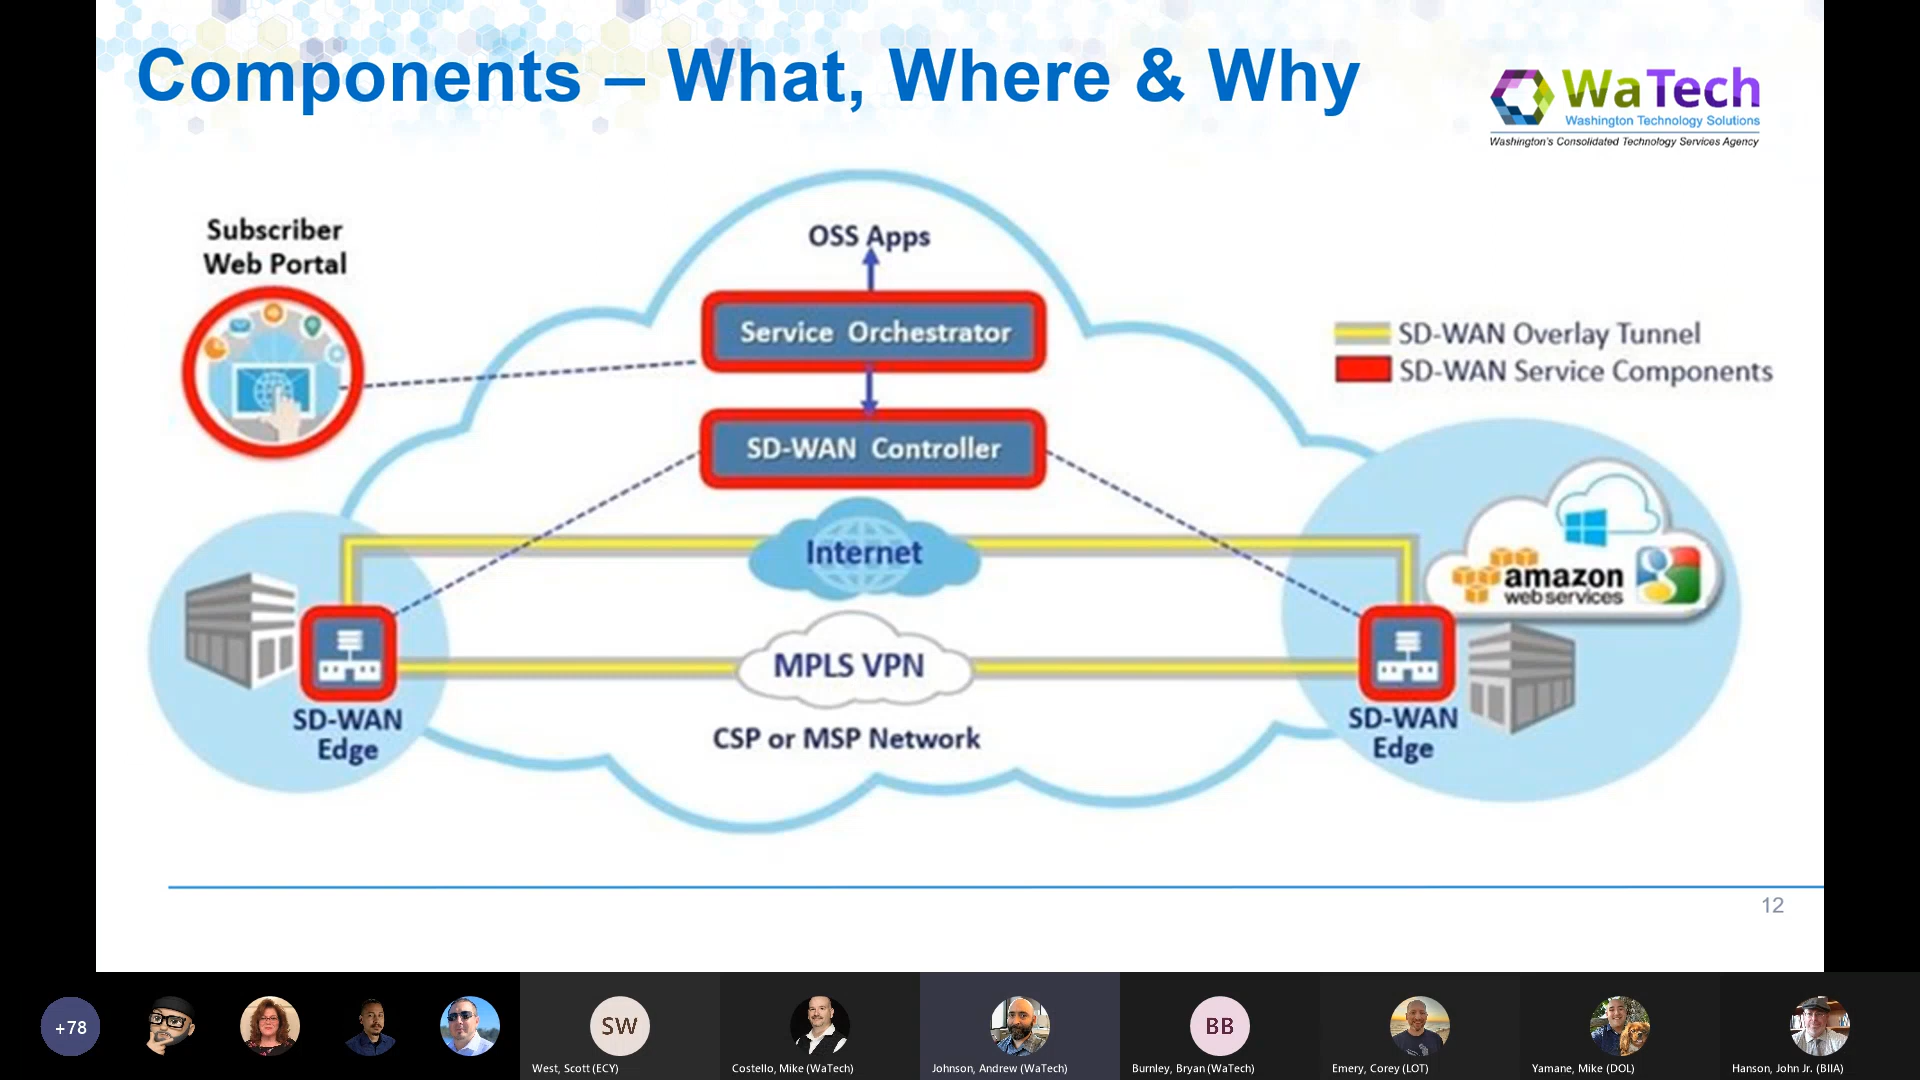 Components – What, Where & Why
WaTech
Washington Technology Solutions
Washington's Consolidated Technology Services Agency
Subscriber
Web Portal
OSS Apps
Service Orchestrator
SD-WAN Overlay Tunnel
SD-WAN Service Components
SD-WAN Controller
Internet
amazon
webservices
MPLS VPN
SD-WAN
Edge
CSP or MSP Network
SD-WAN
Edge
12
+78
SW
BB
West, Scott (ECY)
Costello, Mike (WaTech)
Johnson, Andrew (WaTech)
Burnley, Bryan (WaTech)
Emery, Corey (LOT)
Yamane, Mike (DOL)
Hanson, John Jr. (BIIA)